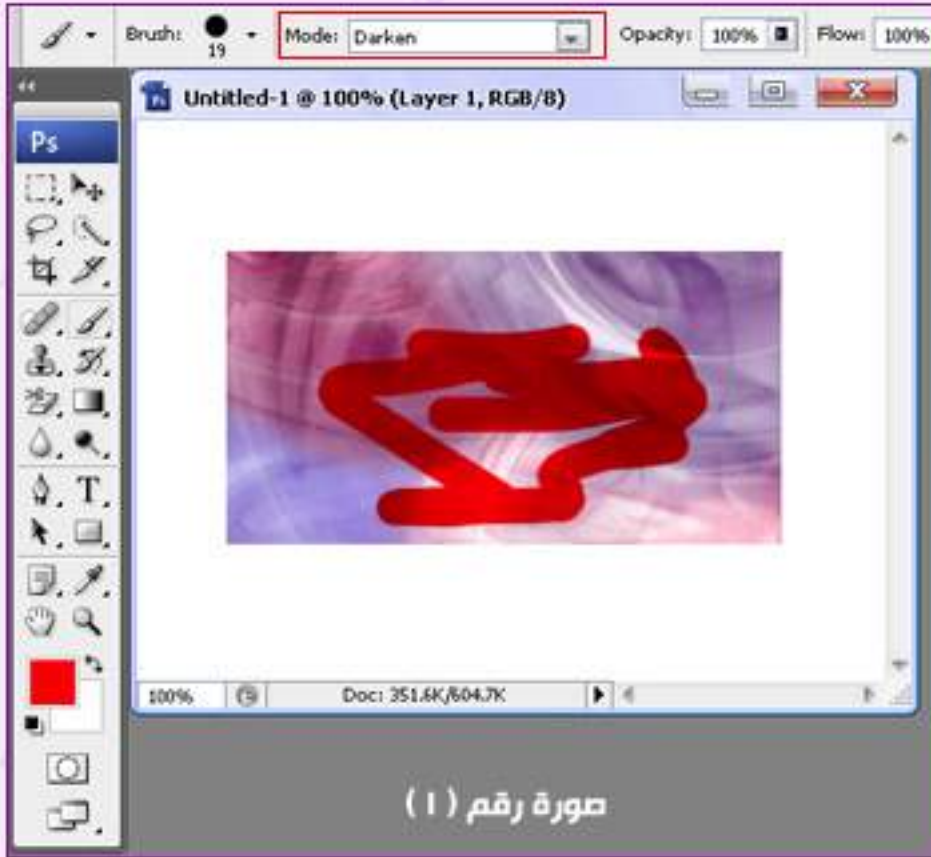 Brush: 19 Mode: Darken Opacity: 100% Flow: 100%
Untitled-1 @ 100% (Layer 1, RGB/8)
Ps
T
100% Doc: 351.6K/604.7K
صورة رقم (١)